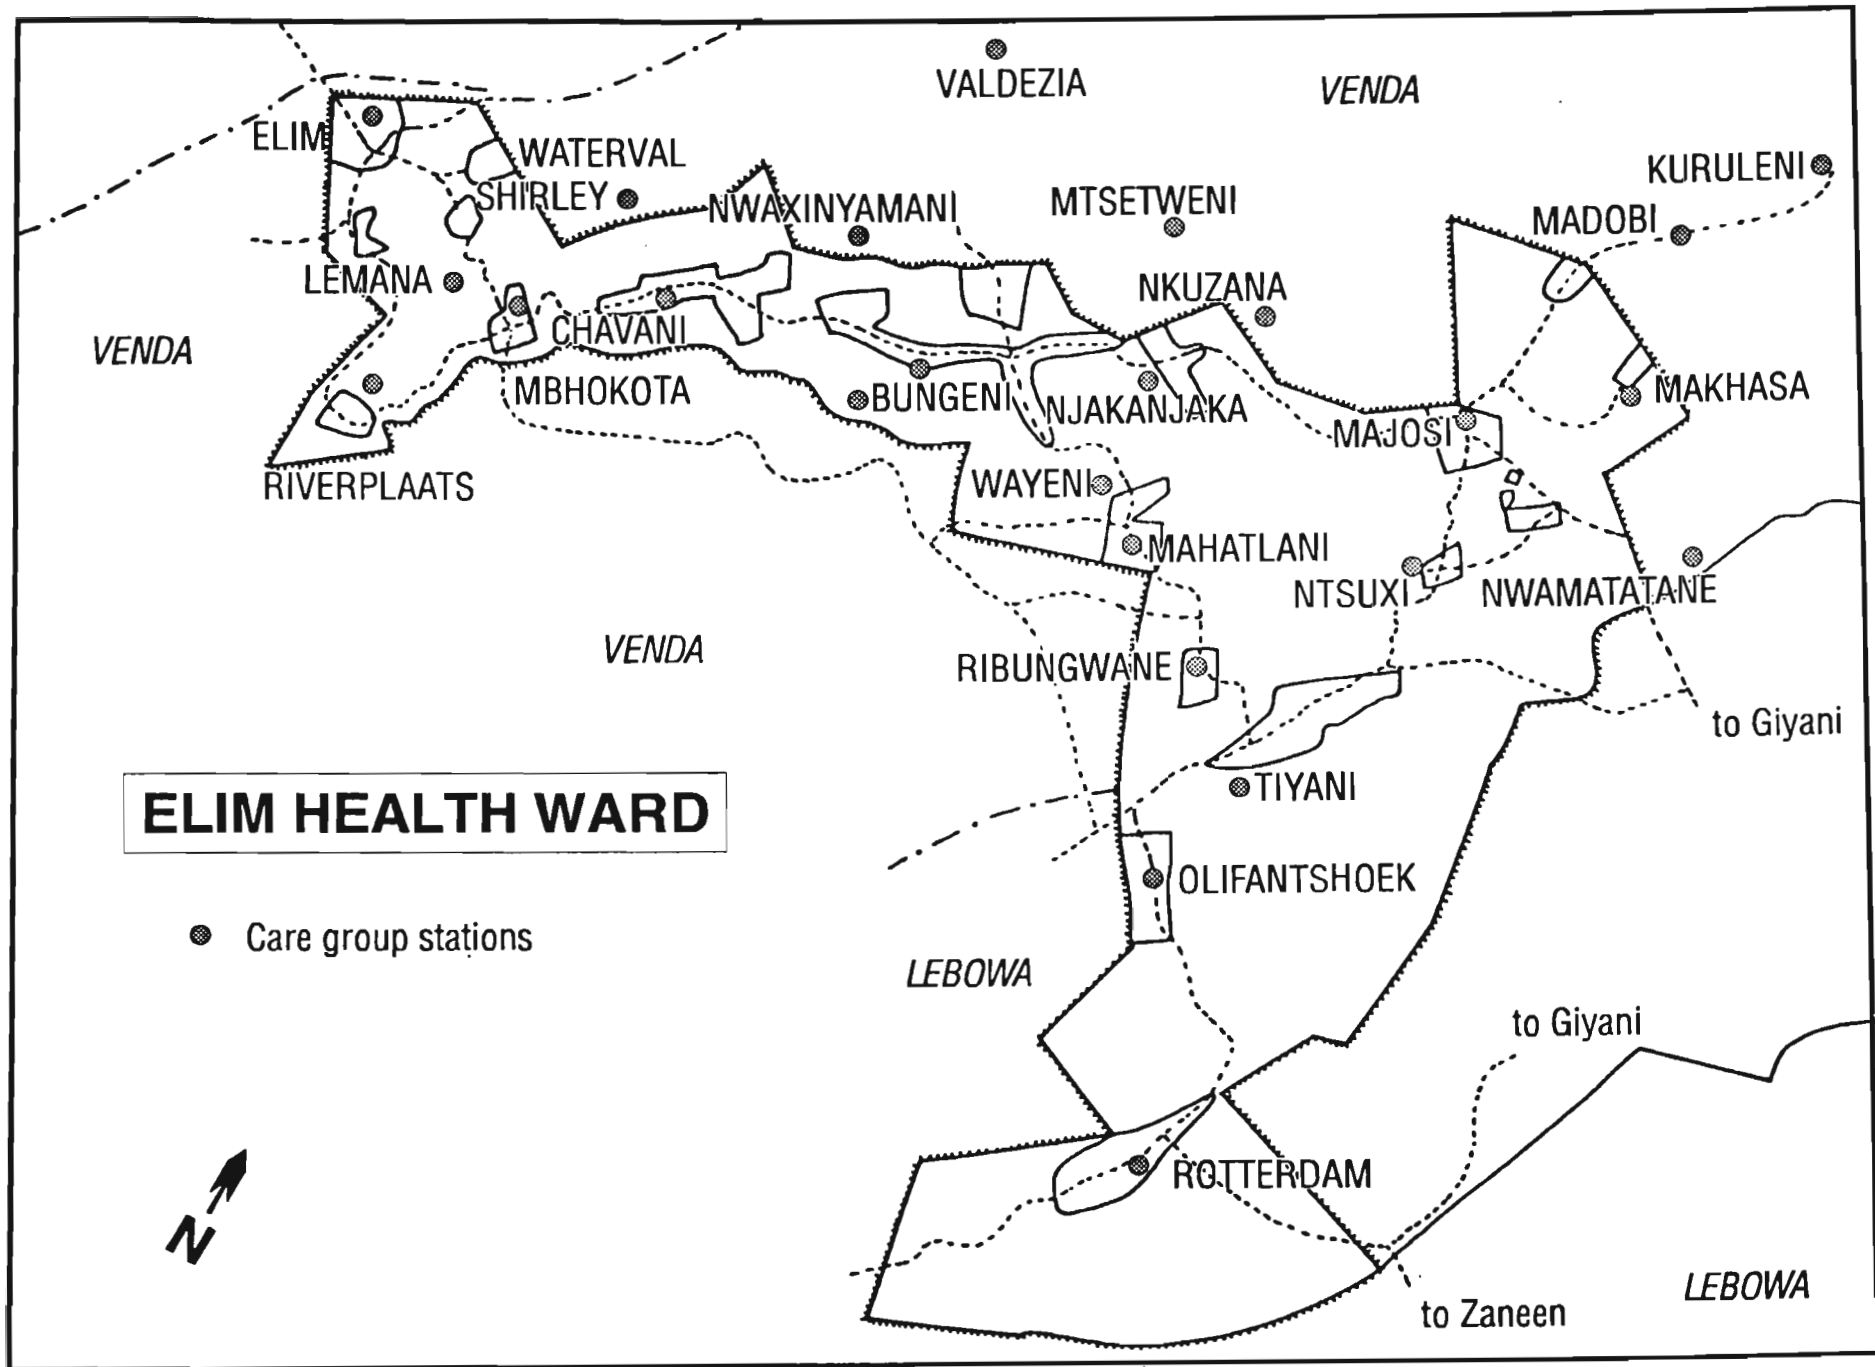 VALDEZIA
VENDA
ELIM
WATERVAL
KURULENI
SHIRLEY
NWAXINYAMANI
MTSETWENI
MADOBI
LEMANA
NKUZANA
CHAVANI
VENDA
MBHOKOTA
BUNGENI
NJAKANJAKA
MAKHASA
MAJOSI
RIVERPLAATS
WAYENI
MAHATLANI
NTSUXI
NWAMATATANE
VENDA
RIBUNGWANE
to Giyani
TIYANI
ELIM HEALTH WARD
OLIFANTSHOEK
Care group stations
LEBOWA
to Giyani
ROTTERDAM
N
LEBOWA
to Zaneen